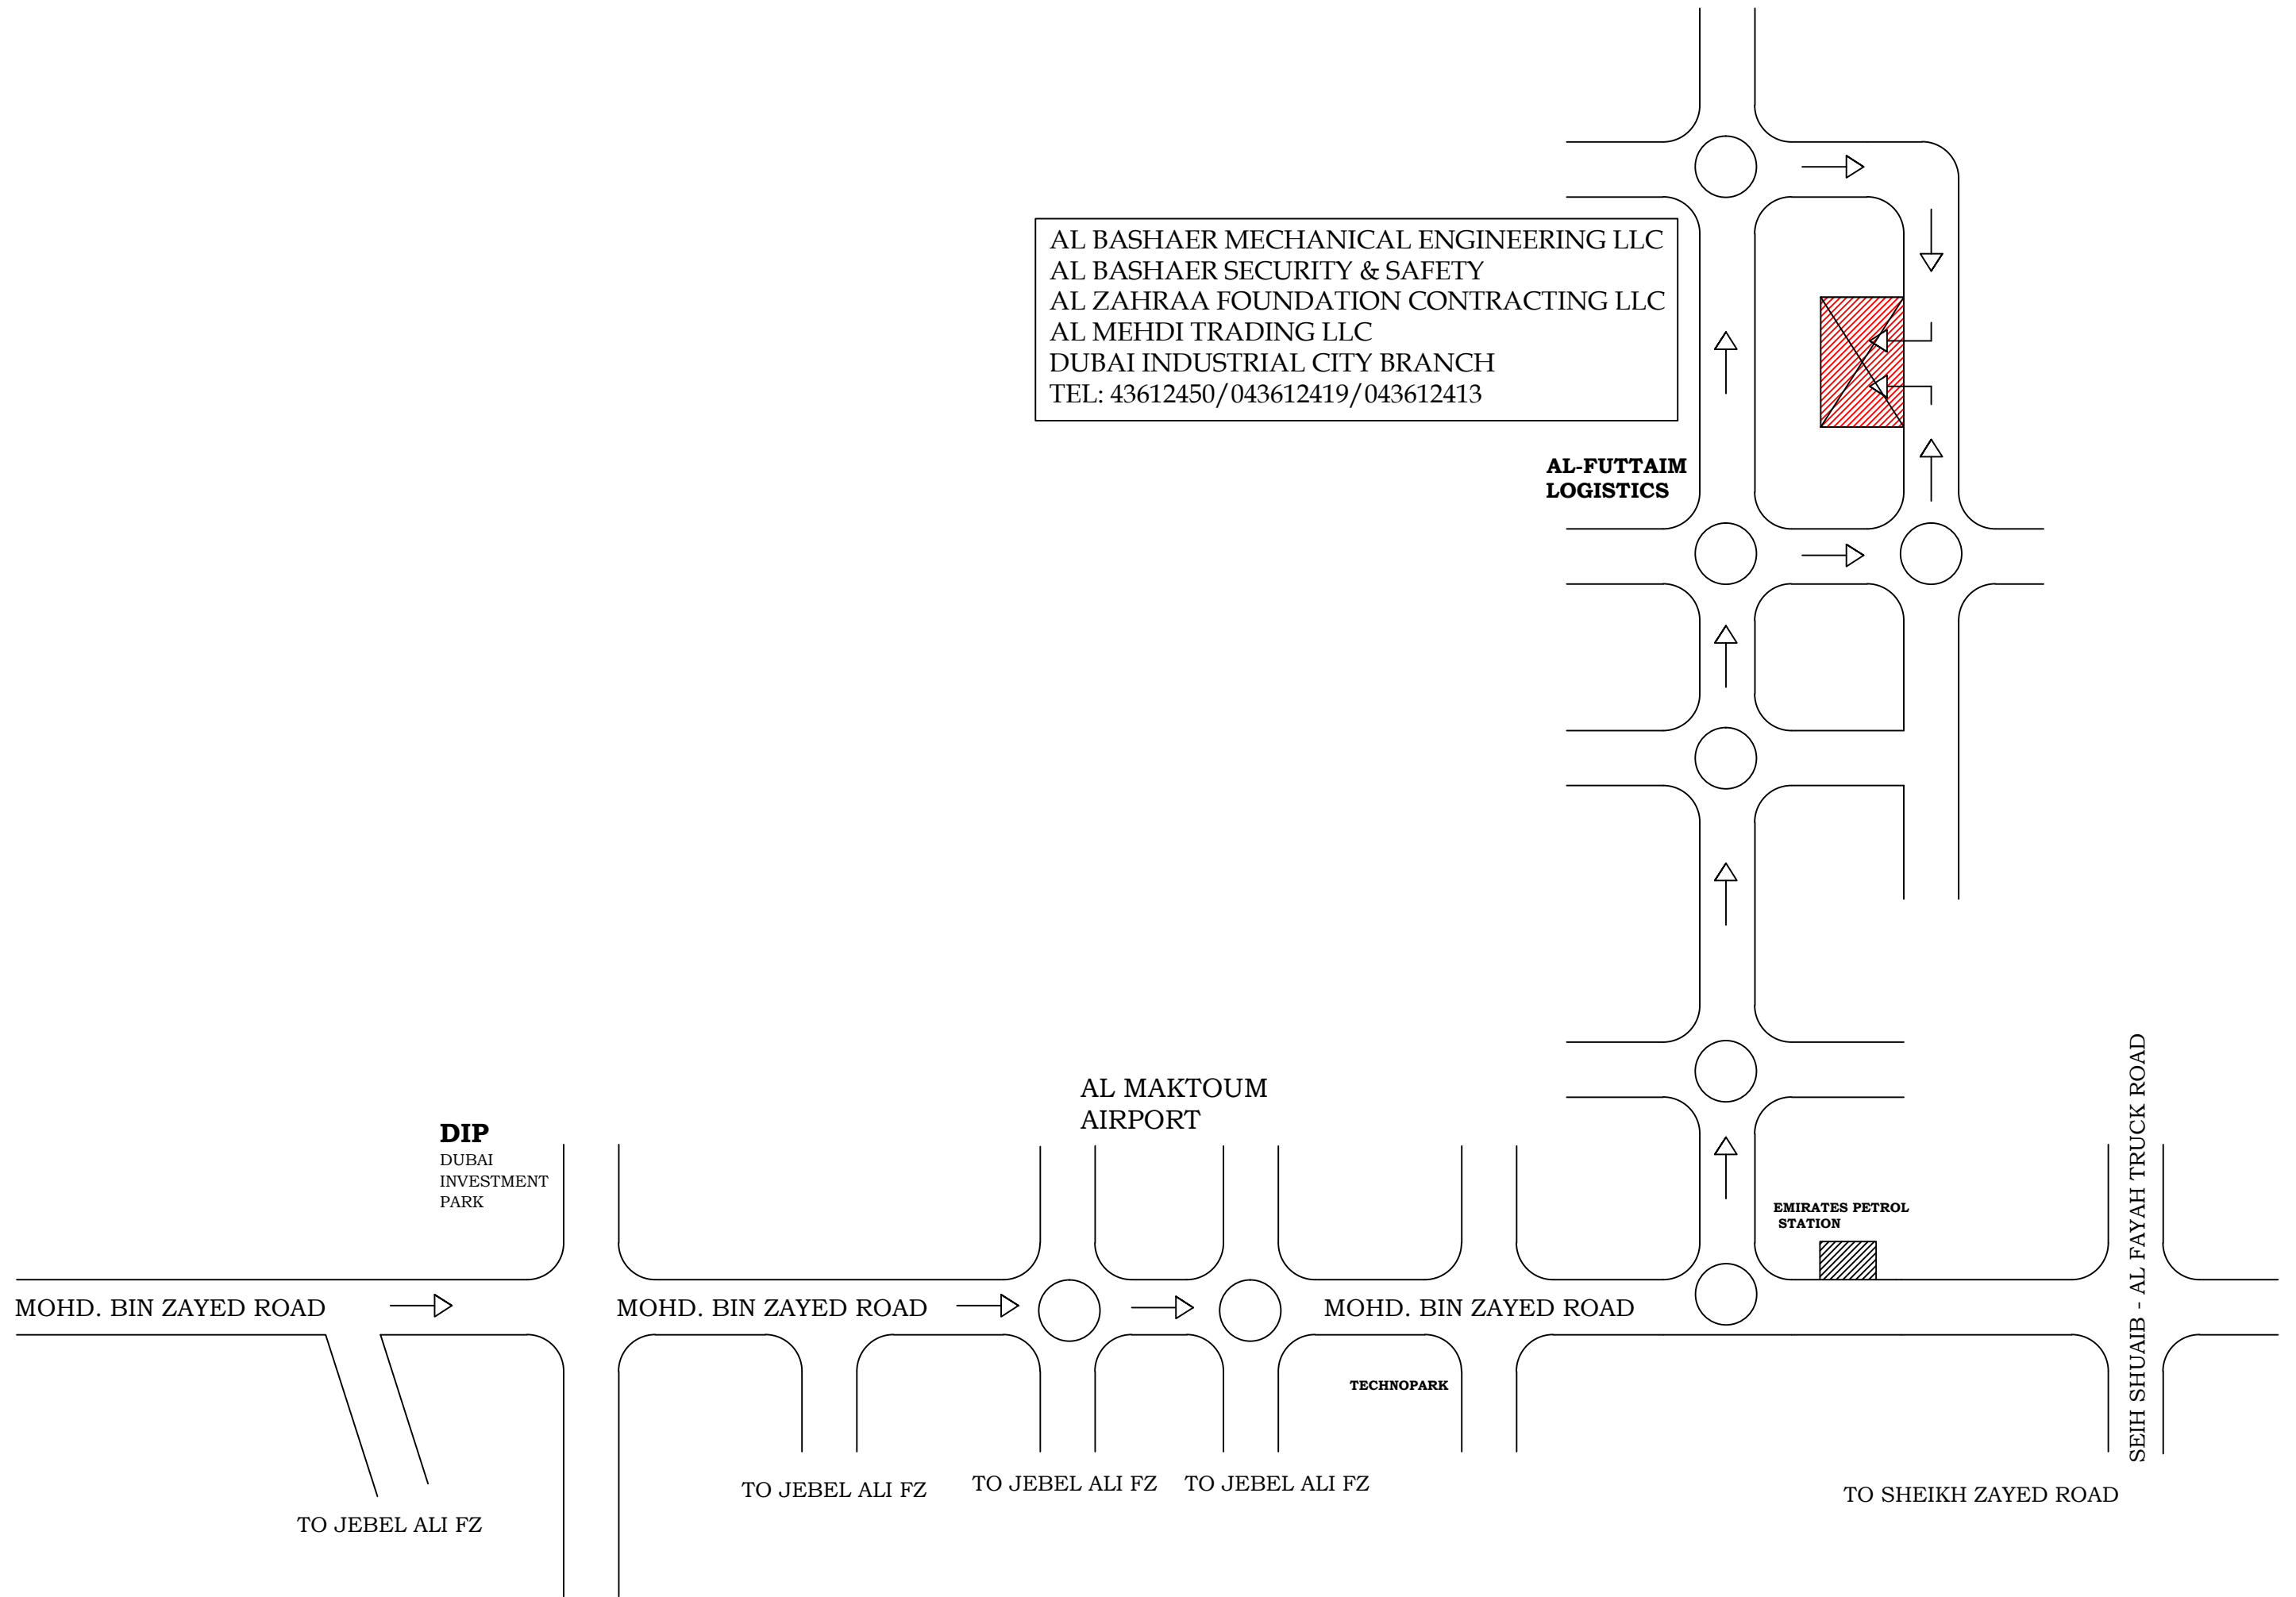 AL BASHAER MECHANICAL ENGINEERING LLC
AL BASHAER SECURITY & SAFETY
AL ZAHRAA FOUNDATION CONTRACTING LLC
AL MEHDI TRADING LLC
DUBAI INDUSTRIAL CITY BRANCH
TEL: 43612450/043612419/043612413
AL-FUTTAIM
LOGISTICS
AL MAKTOUM
AIRPORT
DIP
DUBAI
INVESTMENT
PARK
EMIRATES PETROL
STATION
SEIH SHUAIB - AL FAYAH TRUCK ROAD
MOHD. BIN ZAYED ROAD
MOHD. BIN ZAYED ROAD
MOHD. BIN ZAYED ROAD
TECHNOPARK
TO JEBEL ALI FZ
TO JEBEL ALI FZ
TO JEBEL ALI FZ
TO JEBEL ALI FZ
TO SHEIKH ZAYED ROAD